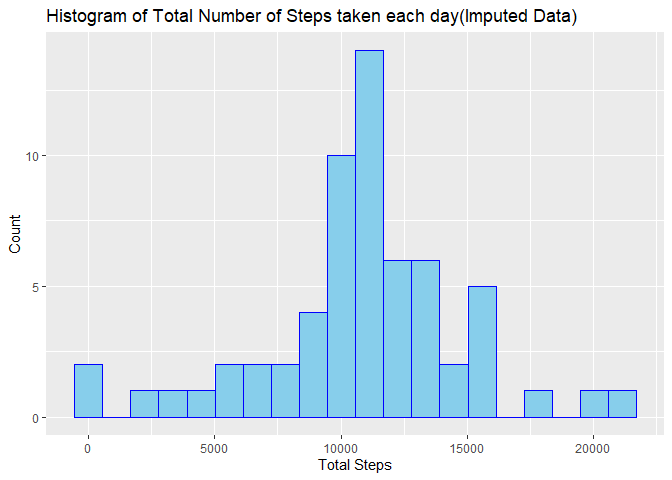 Histogram of Total Number of Steps taken each day(Imputed Data)
10
5
0
Count
0 5000 10000 15000 20000
Total Steps